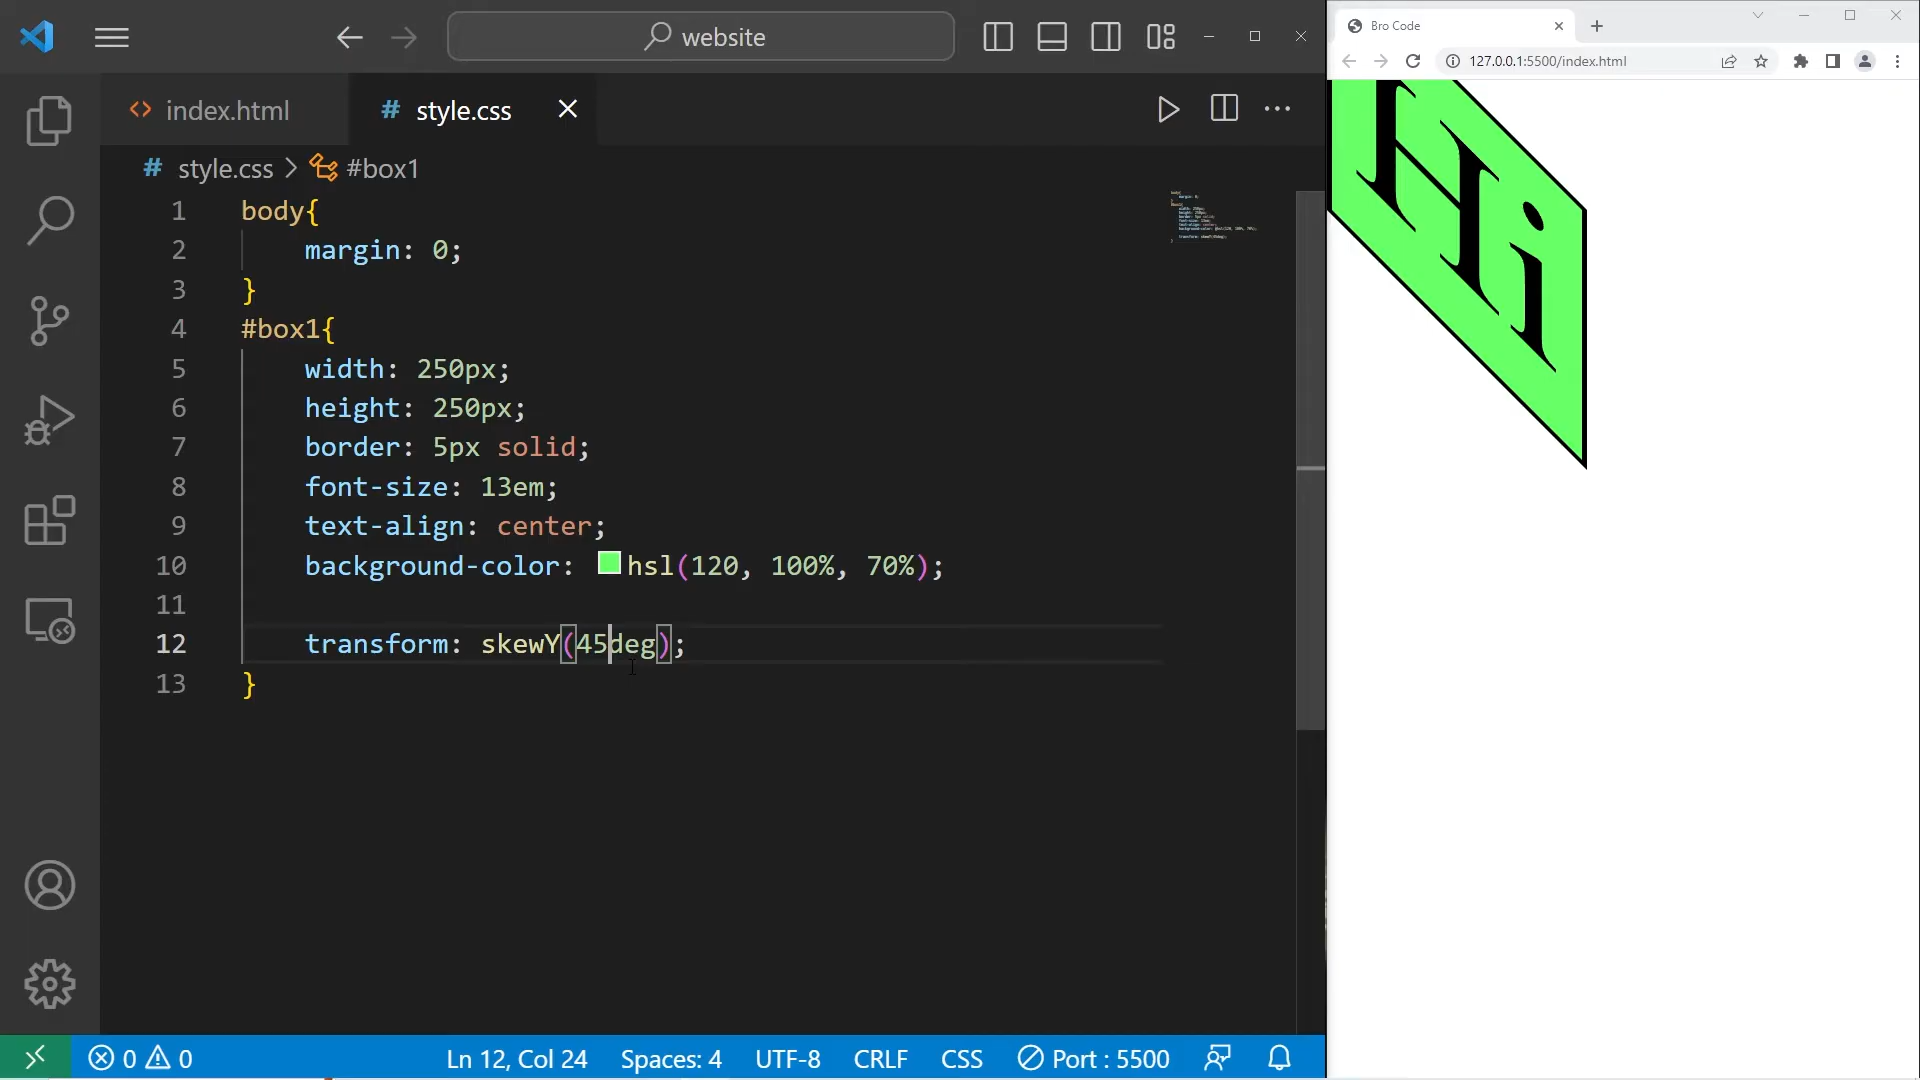 website
index.html
# style.css
# style.css > #box1
1 body{
2 margin: 0;
3 }
4 #box1{
5 width: 250px;
6 height: 250px;
7 border: 5px solid;
8 font-size: 13em;
9 text-align: center;
10 background-color: hsl(120, 100%, 70%);
11
12 transform: skewY(45deg);
13 }
0 0
Ln 12, Col 24
Spaces: 4
UTF-8
CRLF
CSS
Port : 5500
Bro Code
127.0.0.1:5500/index.html
Hi